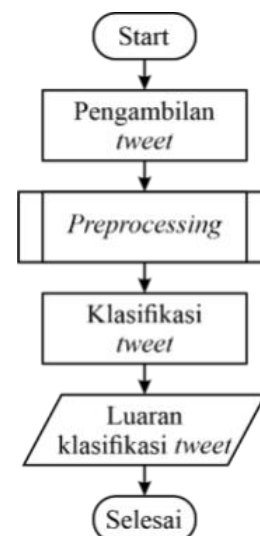 Start
Pengambilan
tweet
Preprocessing
Klasifikasi
tweet
Luaran
klasifikasi tweet
Selesai